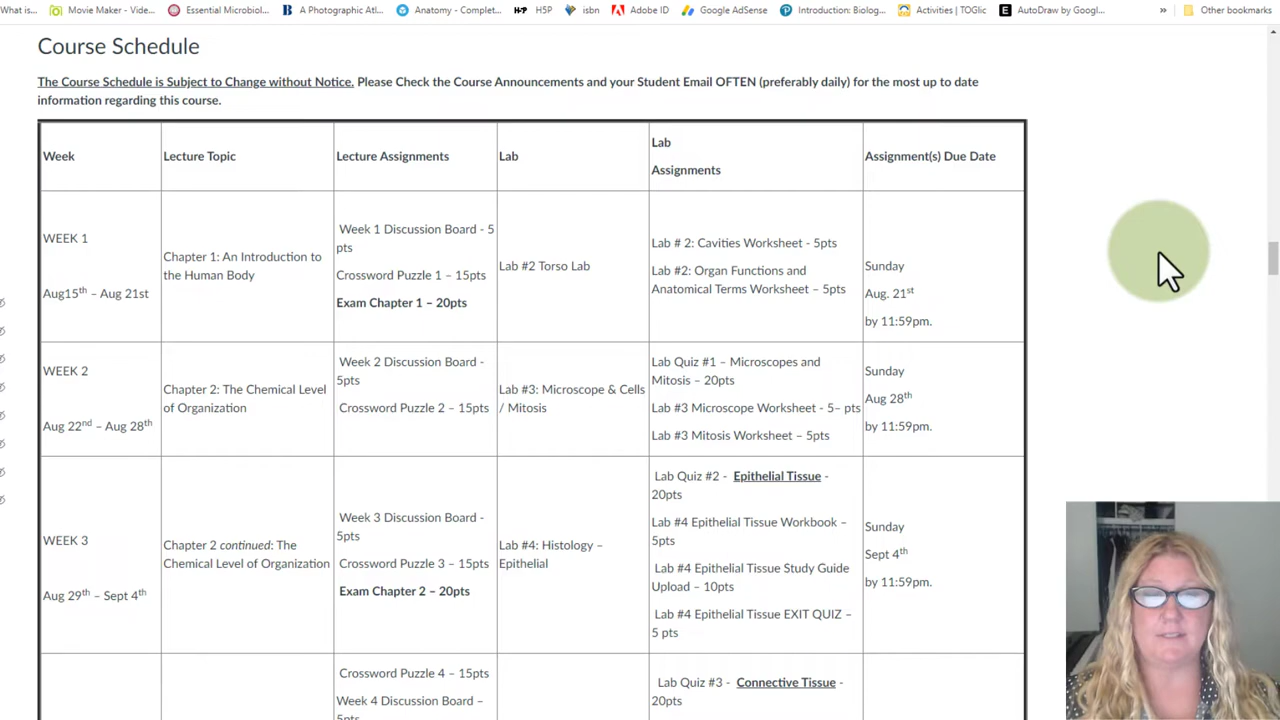 What is...
Movie Maker - Vide...
Essential Microbiol...
A Photographic Atl...
Anatomy - Complet...
H5P
isbn
Adobe ID
Google AdSense
Introduction: Biolog...
Activities | TOGlic
AutoDraw by Googl...
»
Other bookmarks
Course Schedule
The Course Schedule is Subject to Change without Notice. Please Check the Course Announcements and your Student Email OFTEN (preferably daily) for the most up to date
information regarding this course.
Week
Lecture Topic
Lecture Assignments
Lab
Lab
Assignments
Assignment(s) Due Date
WEEK 1
Aug15th – Aug 21st
Chapter 1: An Introduction to
the Human Body
Week 1 Discussion Board - 5
pts
Crossword Puzzle 1 – 15pts
Exam Chapter 1 – 20pts
Lab #2 Torso Lab
Lab # 2: Cavities Worksheet - 5pts
Lab #2: Organ Functions and
Anatomical Terms Worksheet – 5pts
Sunday
Aug. 21st
by 11:59pm.
WEEK 2
Aug 22nd – Aug 28th
Chapter 2: The Chemical Level
of Organization
Week 2 Discussion Board -
5pts
Crossword Puzzle 2 – 15pts
Lab #3: Microscope & Cells
/ Mitosis
Lab Quiz #1 – Microscopes and
Mitosis – 20pts
Lab #3 Microscope Worksheet - 5– pts
Lab #3 Mitosis Worksheet – 5pts
Sunday
Aug 28th
by 11:59pm.
WEEK 3
Aug 29th – Sept 4th
Chapter 2 continued: The
Chemical Level of Organization
Week 3 Discussion Board -
5pts
Crossword Puzzle 3 – 15pts
Exam Chapter 2 – 20pts
Lab #4: Histology –
Epithelial
Lab Quiz #2 - Epithelial Tissue -
20pts
Lab #4 Epithelial Tissue Workbook –
5pts
Lab #4 Epithelial Tissue Study Guide
Upload – 10pts
Lab #4 Epithelial Tissue EXIT QUIZ –
5 pts
Sunday
Sept 4th
by 11:59pm.
Crossword Puzzle 4 – 15pts
Week 4 Discussion Board –
5pts
Lab Quiz #3 - Connective Tissue -
20pts